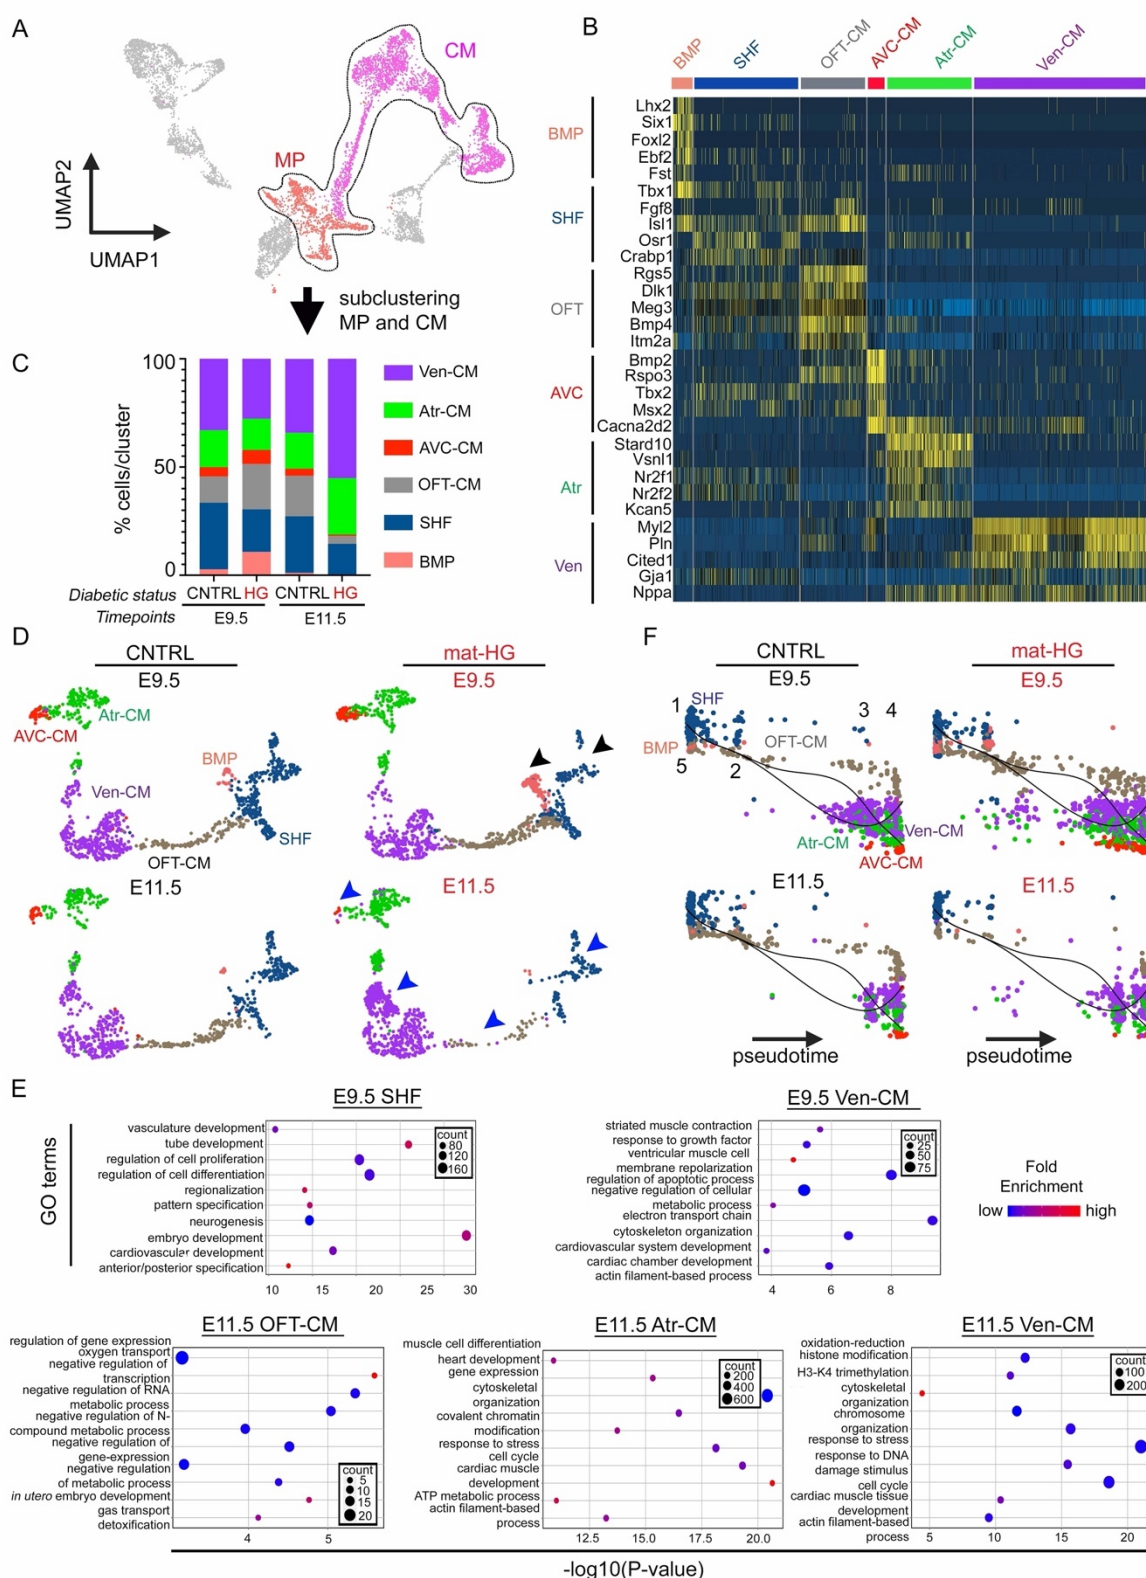 A
CM
MP
UMAP2
UMAP1
subclustering
MP and CM
B
BMP
SHF
OFT-CM
AVC-CM
Atr-CM
Ven-CM
BMP
SHF
OFT
AVC
Atr
Ven
Lhx2
Six1
Foxl2
Ebf2
Fst
Tbx1
Fgf8
Isl1
Osr1
Crabp1
Rgs5
Dlk1
Meg3
Bmp4
Itm2a
Bmp2
Rspo3
Tbx2
Msx2
Cacna2d2
Stard10
Vsnl1
Nr2f1
Nr2f2
Kcan5
Myl2
Pln
Cited1
Gja1
Nppa
C
% cells/cluster
100
50
0
Ven-CM
Atr-CM
AVC-CM
OFT-CM
SHF
BMP
Diabetic status
CNTRL HG CNTRL HG
Timepoints
E9.5
E11.5
D
CNTRL
E9.5
mat-HG
E9.5
Atr-CM
AVC-CM
BMP
Ven-CM
SHF
OFT-CM
E11.5
E11.5
F
CNTRL
E9.5
mat-HG
E9.5
1
SHF
3
4
OFT-CM
BMP
5
2
Atr-CM
Ven-CM
AVC-CM
E11.5
E11.5
pseudotime
pseudotime
E
GO terms
E9.5 SHF
vasculature development
tube development
regulation of cell proliferation
regulation of cell differentiation
regionalization
pattern specification
neurogenesis
embryo development
cardiovascular development
anterior/posterior specification
count
80
120
160
10 15 20 25 30
E9.5 Ven-CM
striated muscle contraction
response to growth factor
ventricular muscle cell
membrane repolarization
regulation of apoptotic process
negative regulation of cellular
metabolic process
electron transport chain
cytoskeleton organization
cardiovascular system development
cardiac chamber development
actin filament-based process
count
25
50
75
4 6 8
Fold
Enrichment
low
high
E11.5 OFT-CM
regulation of gene expression
oxygen transport
negative regulation of
transcription
negative regulation of RNA
metabolic process
negative regulation of N-
compound metabolic process
negative regulation of
gene-expression
negative regulation
of metabolic process
in utero embryo development
gas transport
detoxification
count
5
10
15
20
4 5
E11.5 Atr-CM
muscle cell differentiation
heart development
gene expression
cytoskeletal
organization
covalent chromatin
modification
response to stress
cell cycle
cardiac muscle
development
ATP metabolic process
actin filament-based
process
count
200
400
600
12.5 15.0 17.5 20.0
E11.5 Ven-CM
oxidation-reduction
histone modification
H3-K4 trimethylation
cytoskeletal
organization
chromosome
organization
response to stress
response to DNA
damage stimulus
cell cycle
cardiac muscle tissue
development
actin filament-based
process
count
100
200
5 10 15 20
-log10(P-value)